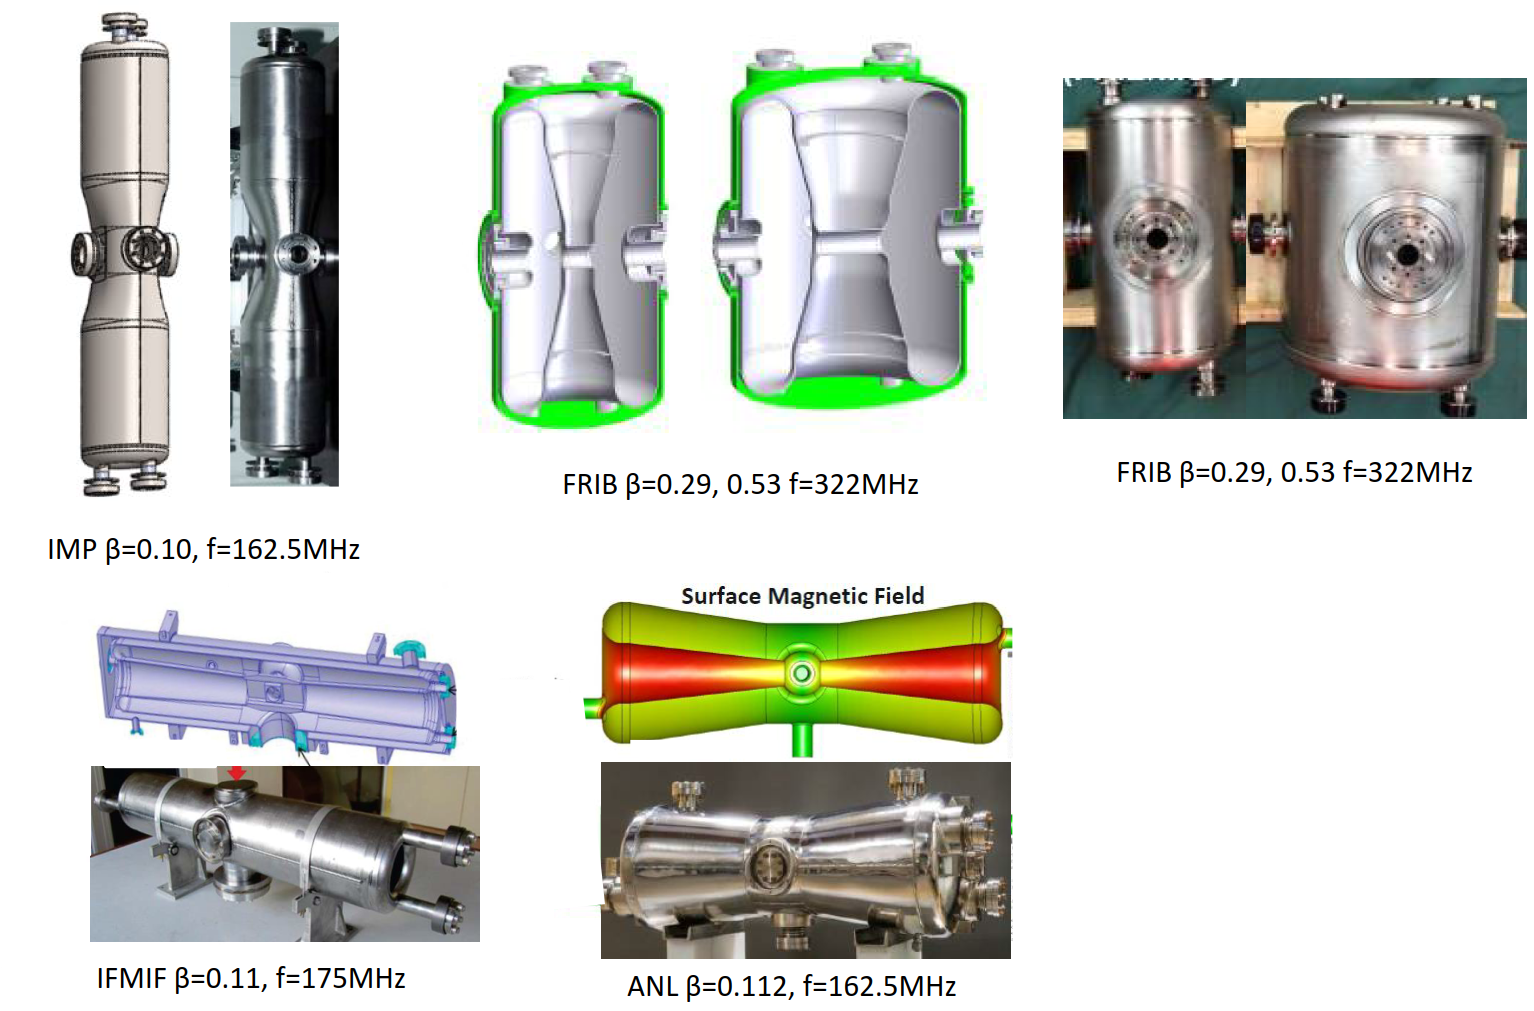 FRIB β=0.29, 0.53 f=322MHz
FRIB β=0.29, 0.53 f=322MHz
IMP β=0.10, f=162.5MHz
Surface Magnetic Field
IFMIF β=0.11, f=175MHz
ANL β=0.112, f=162.5MHz